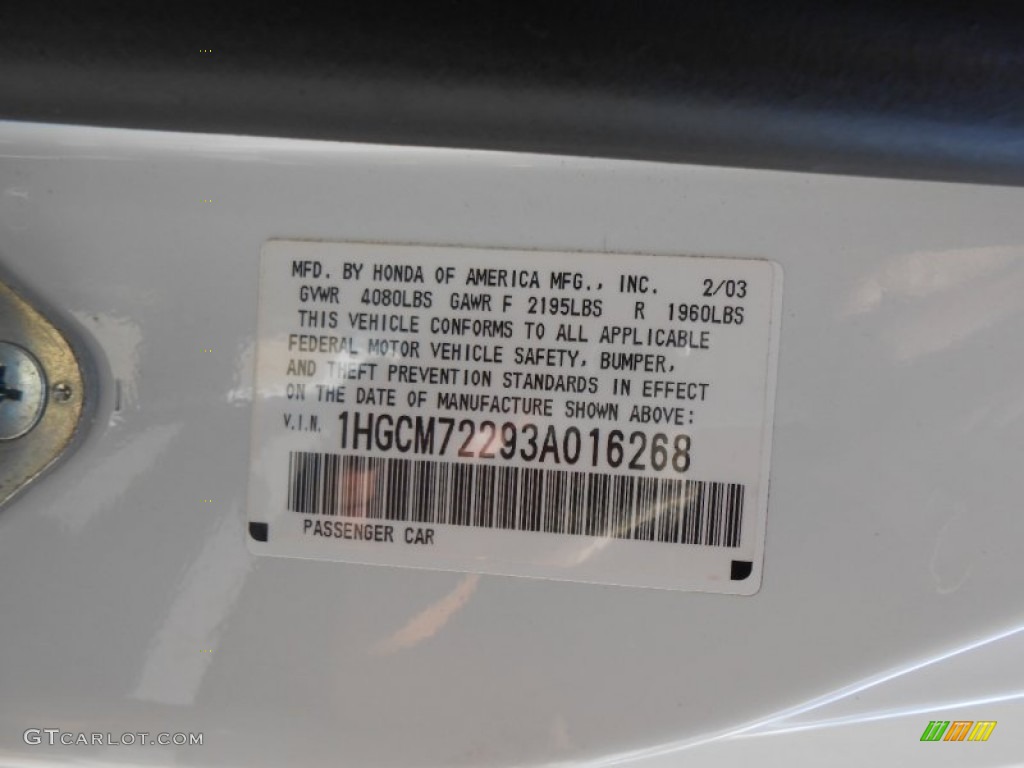 MFD. BY HONDA OF AMERICA MFG., INC. 2/03
GVWR 4080LBS GAWR F 2195LBS R 1960LBS
THIS VEHICLE CONFORMS TO ALL APPLICABLE
FEDERAL MOTOR VEHICLE SAFETY, BUMPER,
AND THEFT PREVENTION STANDARDS IN EFFECT
ON THE DATE OF MANUFACTURE SHOWN ABOVE:
V.I.N. 1HGCM72293A016268
PASSENGER CAR
GTCARLOT.COM